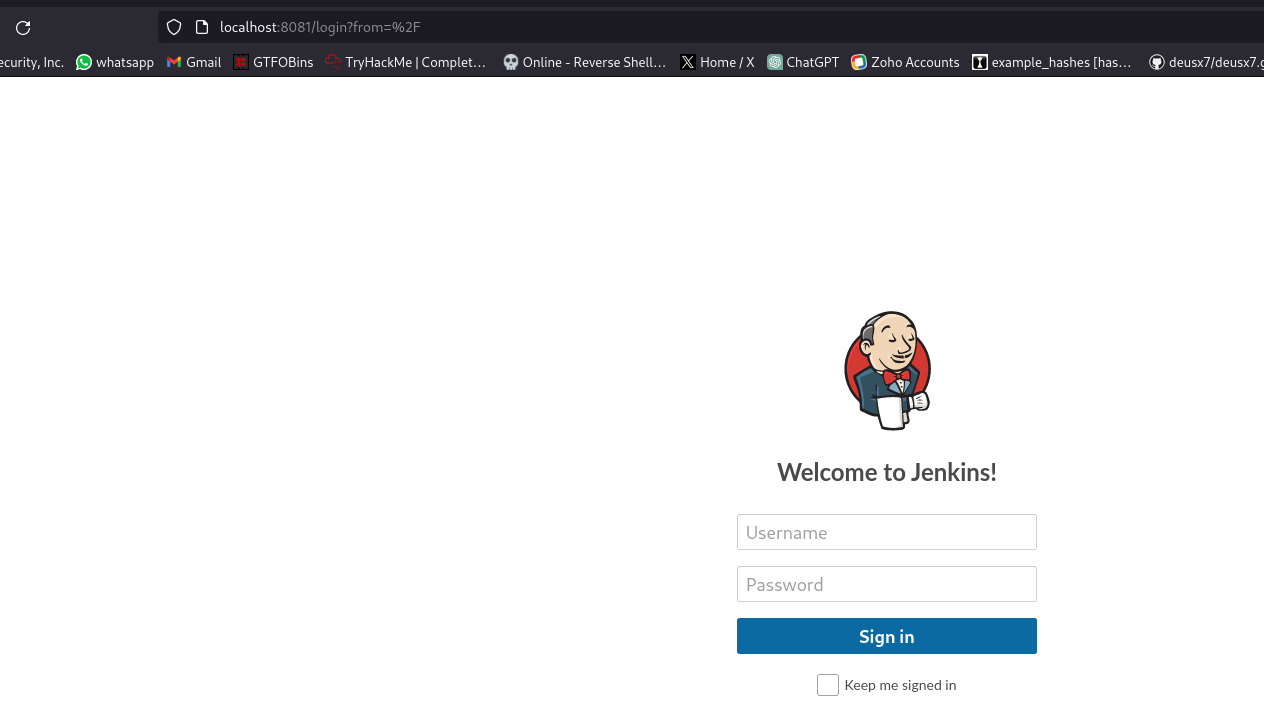 localhost:8081/login?from=%2F
ecurity, Inc. whatsapp Gmail GTFOBins TryHackMe | Complet... Online - Reverse Shell... Home / X ChatGPT Zoho Accounts example_hashes [has... deusx7/deusx7.g
Welcome to Jenkins!
Username
Password
Sign in
Keep me signed in